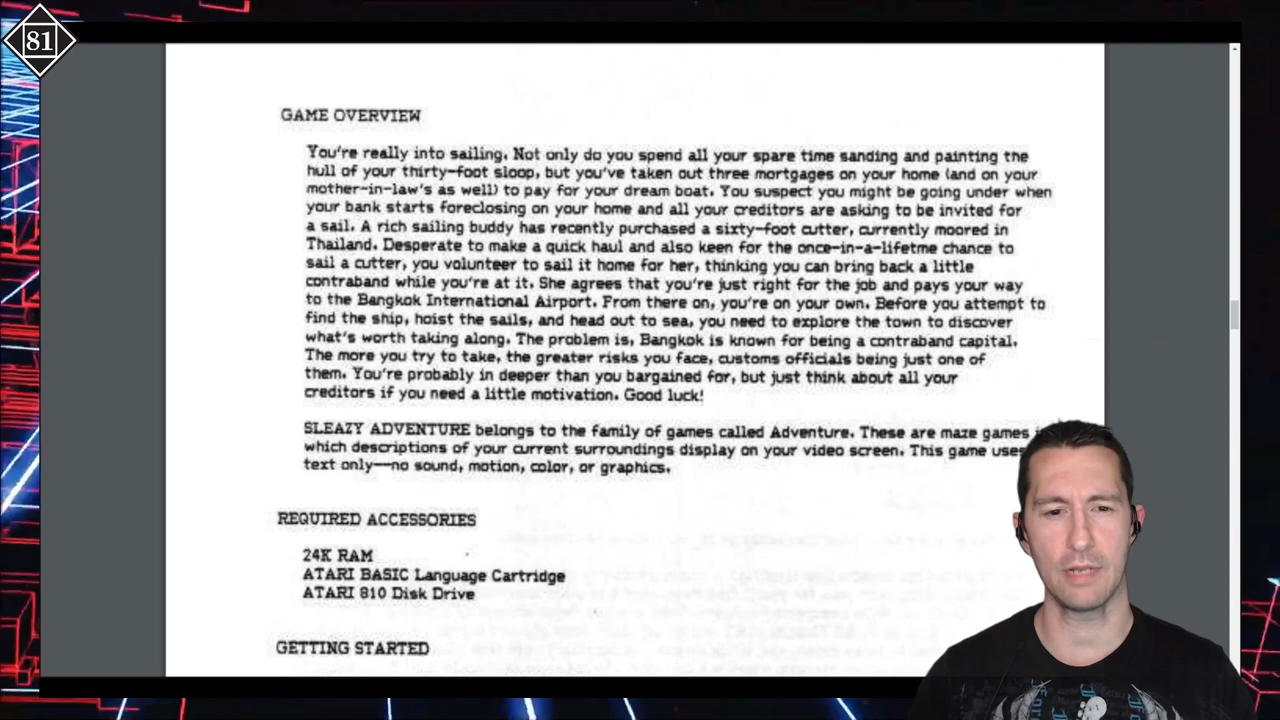 81
GAME OVERVIEW
You're really into sailing. Not only do you spend all your spare time sanding and painting the
hull of your thirty-foot sloop, but you've taken out three mortgages on your home (and on your
mother-in-law's as well) to pay for your dream boat. You suspect you might be going under when
your bank starts foreclosing on your home and all your creditors are asking to be invited for
a sail. A rich sailing buddy has recently purchased a sixty-foot cutter, currently moored in
Thailand. Desperate to make a quick haul and also keen for the once-in-a-lifetme chance to
sail a cutter, you volunteer to sail it home for her, thinking you can bring back a little
contraband while you're at it. She agrees that you're just right for the job and pays your way
to the Bangkok International Airport. From there on, you're on your own. Before you attempt to
find the ship, hoist the sails, and head out to sea, you need to explore the town to discover
what's worth taking along. The problem is, Bangkok is known for being a contraband capital.
The more you try to take, the greater risks you face, customs officials being just one of
them. You're probably in deeper than you bargained for, but just think about all your
creditors if you need a little motivation. Good luck!
SLEAZY ADVENTURE belongs to the family of games called Adventure. These are maze games
which descriptions of your current surroundings display on your video screen. This game uses
text only--no sound, motion, color, or graphics.
REQUIRED ACCESSORIES
24K RAM
ATARI BASIC Language Cartridge
ATARI 810 Disk Drive
GETTING STARTED